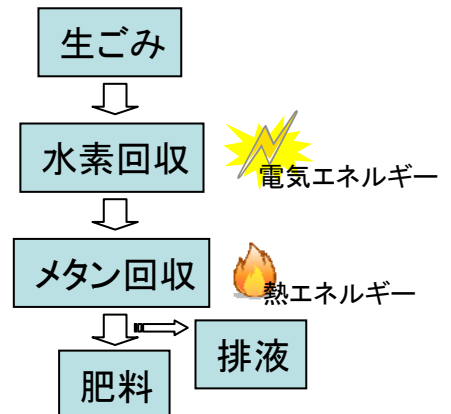 生ごみ
水素回収
電気エネルギー
メタン回収
熱エネルギー
排液
肥料